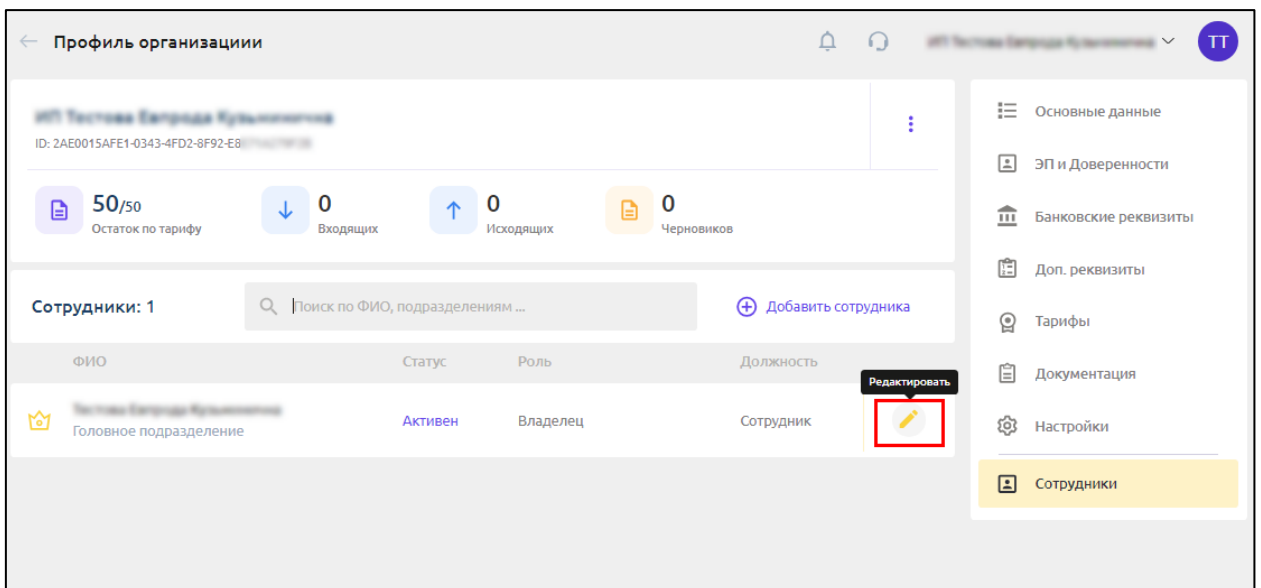 Профиль организациии
ТТ
ID: 2AE0015AFE1-0343-4FD2-8F92-E8
50/50
Остаток по тарифу
0
Входящих
0
Исходящих
0
Черновиков
Сотрудники: 1
Поиск по ФИО, подразделениям ...
Добавить сотрудника
ФИО
Статус
Роль
Должность
Редактировать
Головное подразделение
Активен
Владелец
Сотрудник
Основные данные
ЭП и Доверенности
Банковские реквизиты
Доп. реквизиты
Тарифы
Документация
Настройки
Сотрудники